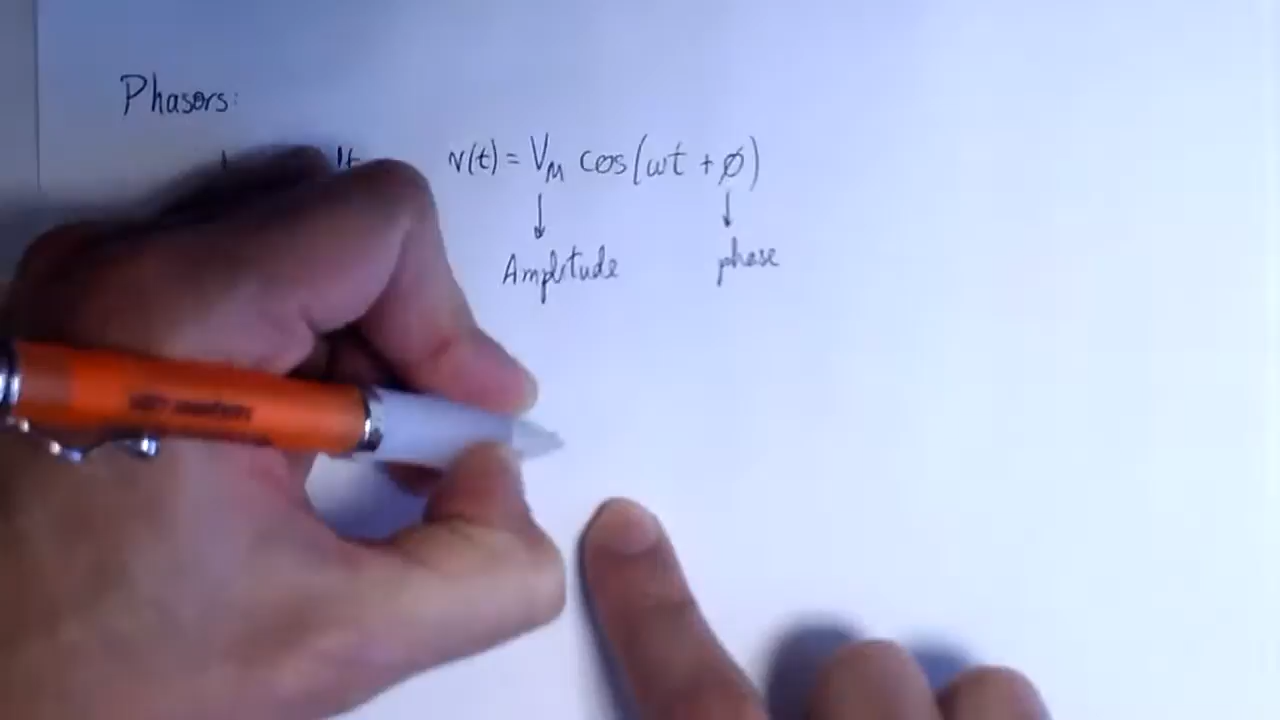 Phasors:
v(t) = V_M cos(ωt + ø)
↓ ↓
Amplitude phase